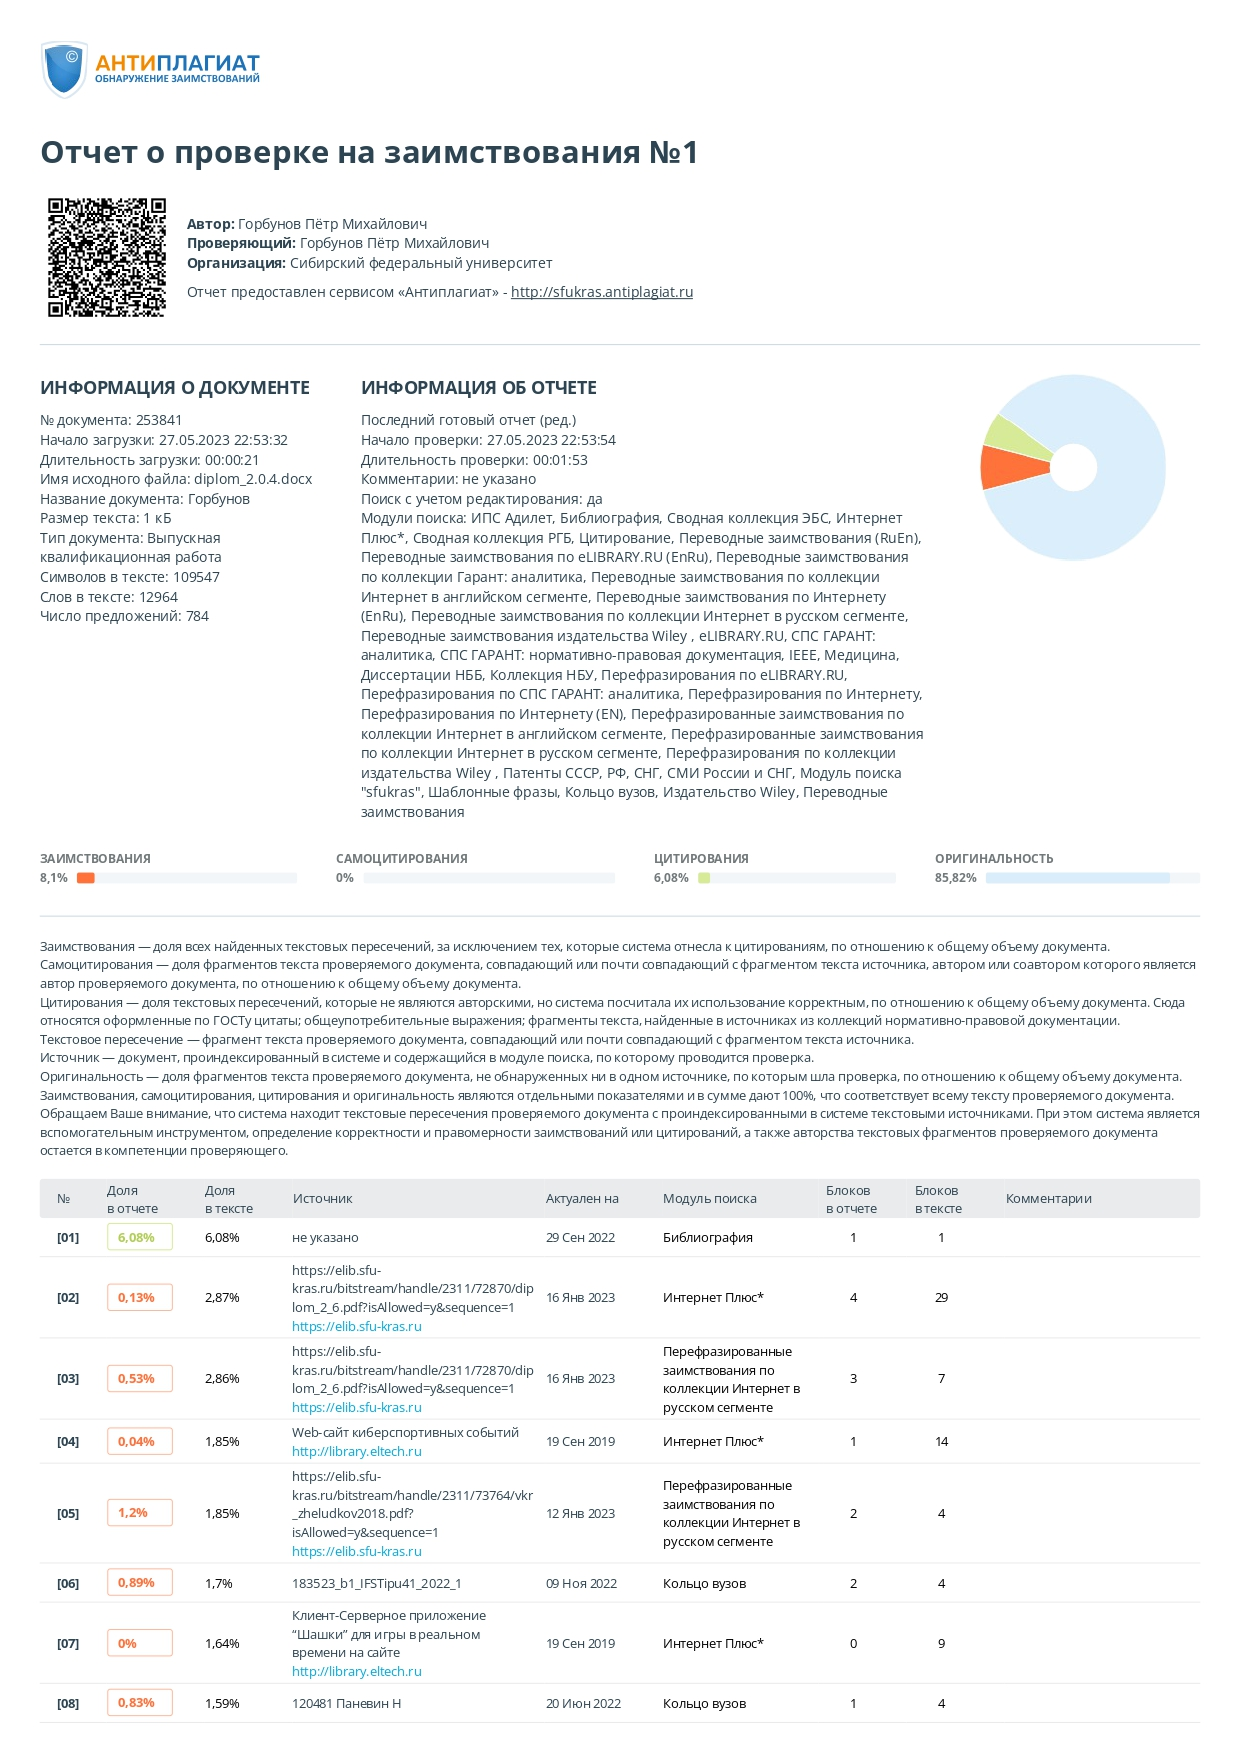 ©
АНТИПЛАГИАТ
ОБНАРУЖЕНИЕ ЗАИМСТВОВАНИЙ
Отчет о проверке на заимствования №1
Автор: Горбунов Пётр Михайлович
Проверяющий: Горбунов Пётр Михайлович
Организация: Сибирский федеральный университет
Отчет предоставлен сервисом «Антиплагиат» - http://sfukras.antiplagiat.ru
ИНФОРМАЦИЯ О ДОКУМЕНТЕ
№ документа: 253841
Начало загрузки: 27.05.2023 22:53:32
Длительность загрузки: 00:00:21
Имя исходного файла: diplom_2.0.4.docx
Название документа: Горбунов
Размер текста: 1 кБ
Тип документа: Выпускная
квалификационная работа
Символов в тексте: 109547
Слов в тексте: 12964
Число предложений: 784
ИНФОРМАЦИЯ ОБ ОТЧЕТЕ
Последний готовый отчет (ред.)
Начало проверки: 27.05.2023 22:53:54
Длительность проверки: 00:01:53
Комментарии: не указано
Поиск с учетом редактирования: да
Модули поиска: ИПС Адилет, Библиография, Сводная коллекция ЭБС, Интернет
Плюс*, Сводная коллекция РГБ, Цитирование, Переводные заимствования (RuEn),
Переводные заимствования по eLIBRARY.RU (EnRu), Переводные заимствования
по коллекции Гарант: аналитика, Переводные заимствования по коллекции
Интернет в английском сегменте, Переводные заимствования по Интернету
(EnRu), Переводные заимствования по коллекции Интернет в русском сегменте,
Переводные заимствования издательства Wiley , eLIBRARY.RU, СПС ГАРАНТ:
аналитика, СПС ГАРАНТ: нормативно-правовая документация, IEEE, Медицина,
Диссертации НББ, Коллекция НБУ, Перефразирования по eLIBRARY.RU,
Перефразирования по СПС ГАРАНТ: аналитика, Перефразирования по Интернету,
Перефразирования по Интернету (EN), Перефразированные заимствования по
коллекции Интернет в английском сегменте, Перефразированные заимствования
по коллекции Интернет в русском сегменте, Перефразирования по коллекции
издательства Wiley , Патенты СССР, РФ, СНГ, СМИ России и СНГ, Модуль поиска
"sfukras", Шаблонные фразы, Кольцо вузов, Издательство Wiley, Переводные
заимствования
ЗАИМСТВОВАНИЯ
8,1%
САМОЦИТИРОВАНИЯ
0%
ЦИТИРОВАНИЯ
6,08%
ОРИГИНАЛЬНОСТЬ
85,82%
Заимствования — доля всех найденных текстовых пересечений, за исключением тех, которые система отнесла к цитированиям, по отношению к общему объему документа.
Самоцитирования — доля фрагментов текста проверяемого документа, совпадающий или почти совпадающий с фрагментом текста источника, автором или соавтором которого является
автор проверяемого документа, по отношению к общему объему документа.
Цитирования — доля текстовых пересечений, которые не являются авторскими, но система посчитала их использование корректным, по отношению к общему объему документа. Сюда
относятся оформленные по ГОСТу цитаты; общеупотребительные выражения; фрагменты текста, найденные в источниках из коллекций нормативно-правовой документации.
Текстовое пересечение — фрагмент текста проверяемого документа, совпадающий или почти совпадающий с фрагментом текста источника.
Источник — документ, проиндексированный в системе и содержащийся в модуле поиска, по которому проводится проверка.
Оригинальность — доля фрагментов текста проверяемого документа, не обнаруженных ни в одном источнике, по которым шла проверка, по отношению к общему объему документа.
Заимствования, самоцитирования, цитирования и оригинальность являются отдельными показателями и в сумме дают 100%, что соответствует всему тексту проверяемого документа.
Обращаем Ваше внимание, что система находит текстовые пересечения проверяемого документа с проиндексированными в системе текстовыми источниками. При этом система является
вспомогательным инструментом, определение корректности и правомерности заимствований или цитирований, а также авторства текстовых фрагментов проверяемого документа
остается в компетенции проверяющего.
№ Доля в отчете Доля в тексте Источник Актуален на Модуль поиска Блоков в отчете Блоков в тексте Комментарии
[01] 6,08% 6,08% не указано 29 Сен 2022 Библиография 1 1
https://elib.sfu-
kras.ru/bitstream/handle/2311/72870/dip
[02] 0,13% 2,87% lom_2_6.pdf?isAllowed=y&sequence=1 16 Янв 2023 Интернет Плюс* 4 29
https://elib.sfu-kras.ru
https://elib.sfu- Перефразированные
kras.ru/bitstream/handle/2311/72870/dip заимствования по
[03] 0,53% 2,86% lom_2_6.pdf?isAllowed=y&sequence=1 16 Янв 2023 коллекции Интернет в 3 7
https://elib.sfu-kras.ru русском сегменте
Web-сайт киберспортивных событий
[04] 0,04% 1,85% http://library.eltech.ru 19 Сен 2019 Интернет Плюс* 1 14
https://elib.sfu-
kras.ru/bitstream/handle/2311/73764/vkr Перефразированные
_zheludkov2018.pdf? заимствования по
[05] 1,2% 1,85% isAllowed=y&sequence=1 12 Янв 2023 коллекции Интернет в 2 4
https://elib.sfu-kras.ru русском сегменте
[06] 0,89% 1,7% 183523_b1_IFSTipu41_2022_1 09 Ноя 2022 Кольцо вузов 2 4
Клиент-Серверное приложение
“Шашки” для игры в реальном
[07] 0% 1,64% времени на сайте 19 Сен 2019 Интернет Плюс* 0 9
http://library.eltech.ru
[08] 0,83% 1,59% 120481 Паневин Н 20 Июн 2022 Кольцо вузов 1 4